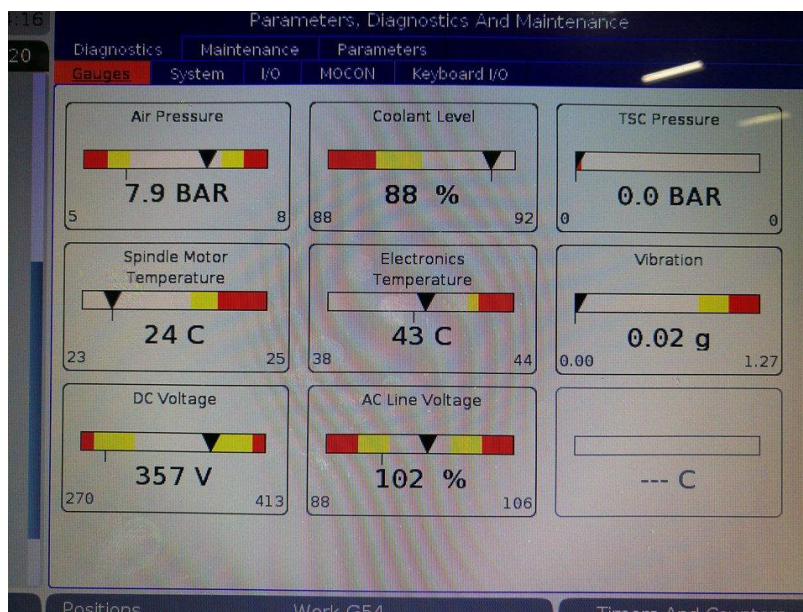 4:16
Parameters, Diagnostics And Maintenance
20
Diagnostics Maintenance Parameters
Gauges System I/O MOCON Keyboard I/O
Air Pressure
7.9 BAR
5 8
Coolant Level
88 %
88 92
TSC Pressure
0.0 BAR
0 0
Spindle Motor
Temperature
24 C
23 25
Electronics
Temperature
43 C
38 44
Vibration
0.02 g
0.00 1.27
DC Voltage
357 V
270 413
AC Line Voltage
102 %
88 106
--- C
Positions Work G54 Timers And Counters